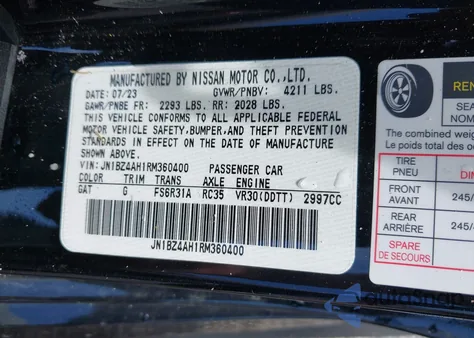 MANUFACTURED BY NISSAN MOTOR CO.,LTD.
DATE: 07/23 GVWR/PNBV: 4211 LBS.
GAWR/PNBE FR: 2293 LBS. RR: 2028 LBS.
THIS VEHICLE CONFORMS TO ALL APPLICABLE FEDERAL
MOTOR VEHICLE SAFETY,BUMPER,AND THEFT PREVENTION
STANDARDS IN EFFECT ON THE DATE OF MANUFACTURE
SHOWN ABOVE.
VIN: JN1BZ4AH1RM360400 PASSENGER CAR
COLOR TRIM TRANS AXLE ENGINE
GAT G FS6R31A RC35 VR30(DDTT) 2997CC
JN1BZ4AH1RM360400
The combined weig
Le poids total des oc
TIRE
PNEU
FRONT
AVANT
245/
REAR
ARRIÈRE
245/
SPARE
DE SECOURS